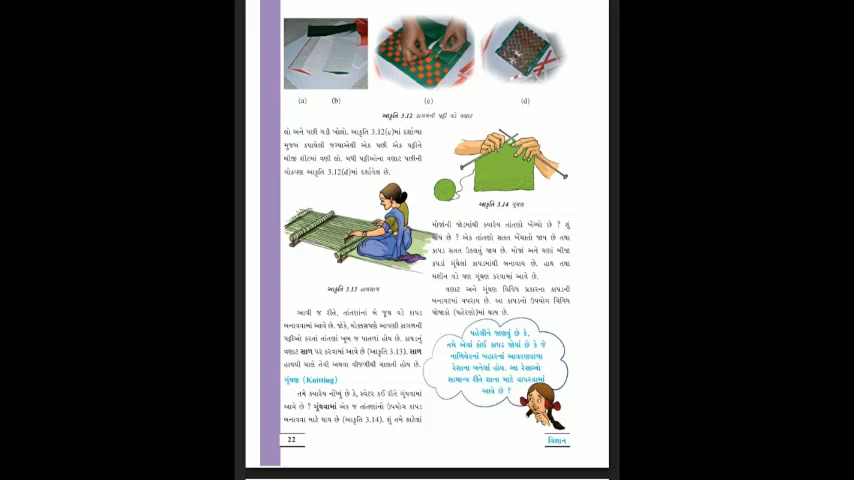 (a) (b) (c) (d)
આકૃતિ 3.12 કાગળની પટ્ટી વડે વણાટ
લો અને પછી ગડી ખોલો. આકૃતિ 3.12(c)માં દર્શાવ્યા
મુજબ કપાયેલી જગ્યાએથી એક પછી એક પટ્ટીને
બીજી શીટમાં વણી લો. બધી પટ્ટીઓના વણાટ પછીની
ગોઠવણ આકૃતિ 3.12(d)માં દર્શાવેલ છે.
આકૃતિ 3.13 હાથસાળ
આવી જ રીતે, તાંતણાંનાં બે જૂથ વડે કાપડ
બનાવવામાં આવે છે. જોકે, ચોક્કસપણે આપણી કાગળની
પટ્ટીઓ કરતાં તાંતણાં ખૂબ જ પાતળાં હોય છે. કાપડનું
વણાટ સાળ પર કરવામાં આવે છે (આકૃતિ 3.13). સાળ
હાથથી ચાલે તેવી અથવા વીજળીથી ચાલતી હોય છે.
ગૂંથણ (Knitting)
તમે ક્યારેય નોંધ્યું છે કે, સ્વેટર કઈ રીતે ગૂંથવામાં
આવે છે ? ગૂંથવામાં એક જ તાંતણાંનો ઉપયોગ કાપડ
બનાવવા માટે થાય છે (આકૃતિ 3.14). શું તમે ફાટેલાં
આકૃતિ 3.14 ગૂંથણ
મોજાંની જોડમાંથી ક્યારેય તાંતણો ખેંચ્યો છે ? શું
થાય છે ? એક તાંતણો સતત ખેંચાતો જાય છે તથા
કાપડ સતત ઉકલતું જાય છે. મોજાં અને ઘણાં બીજા
કપડાં ગૂંથેલાં કાપડમાંથી બનાવાય છે. હાથ તથા
મશીન વડે પણ ગૂંથણ કરવામાં આવે છે.
વણાટ અને ગૂંથણ વિવિધ પ્રકારના કાપડની
બનાવટમાં વપરાય છે. આ કાપડનો ઉપયોગ વિવિધ
પોષાકો (પહેરણો)માં થાય છે.
પહેલીને જાણવું છે કે,
તમે એવાં કોઈ કાપડ જોયાં છે કે જે
નાળિયેરનાં બહારનાં આવરણવાળા
રેસાના બનેલાં હોય. આ રેસાઓ
સામાન્ય રીતે શાના માટે વાપરવામાં
આવે છે ?
22
વિજ્ઞાન